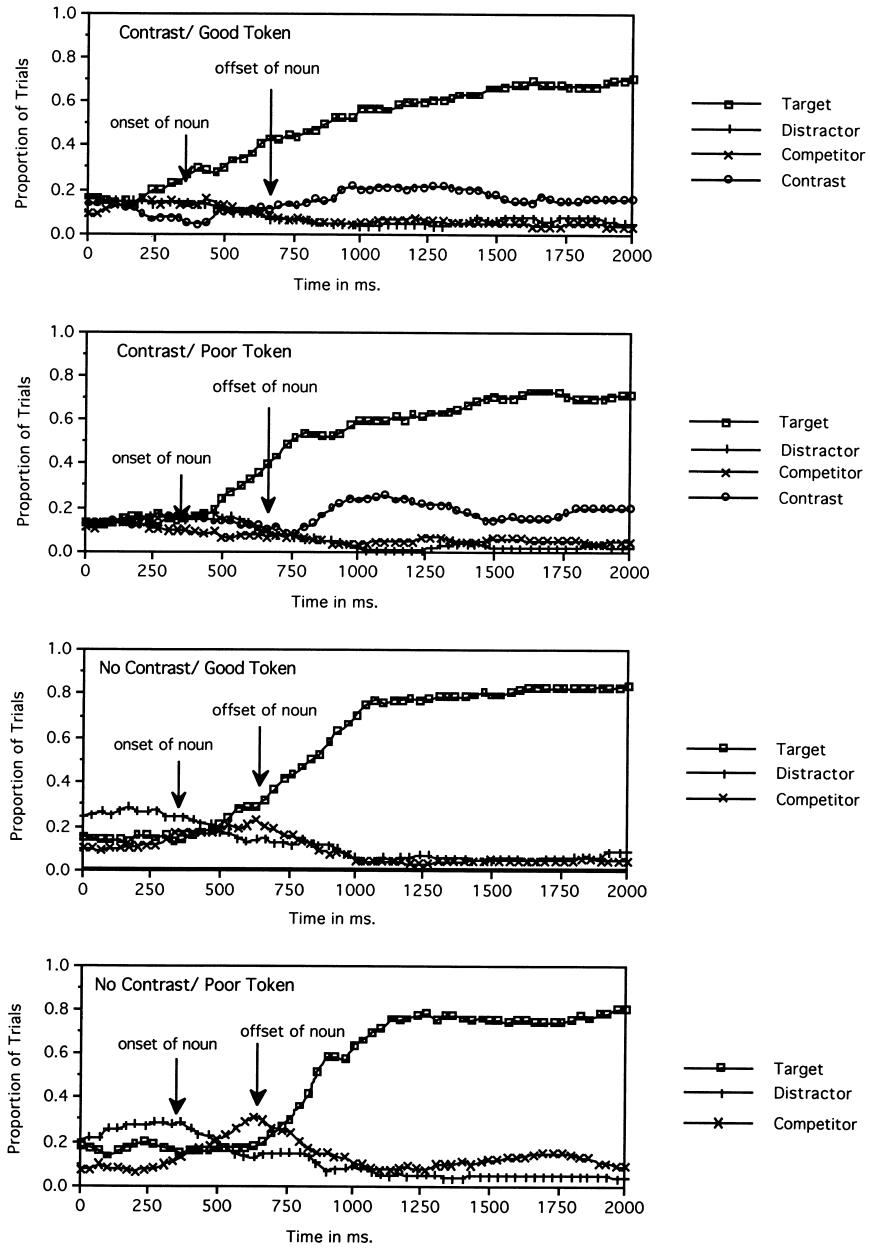 Contrast/ Good Token
offset of noun
onset of noun
Proportion of Trials
1.0
0.8
0.6
0.4
0.2
0.0
0 250 500 750 1000 1250 1500 1750 2000
Time in ms.
Target
Distractor
Competitor
Contrast
Contrast/ Poor Token
offset of noun
onset of noun
Proportion of Trials
1.0
0.8
0.6
0.4
0.2
0.0
0 250 500 750 1000 1250 1500 1750 2000
Time in ms.
Target
Distractor
Competitor
Contrast
No Contrast/ Good Token
offset of noun
onset of noun
Proportion of Trials
1.0
0.8
0.6
0.4
0.2
0.0
0 250 500 750 1000 1250 1500 1750 2000
Time in ms.
Target
Distractor
Competitor
No Contrast/ Poor Token
offset of noun
onset of noun
Proportion of Trials
1.0
0.8
0.6
0.4
0.2
0.0
0 250 500 750 1000 1250 1500 1750 2000
Time in ms.
Target
Distractor
Competitor